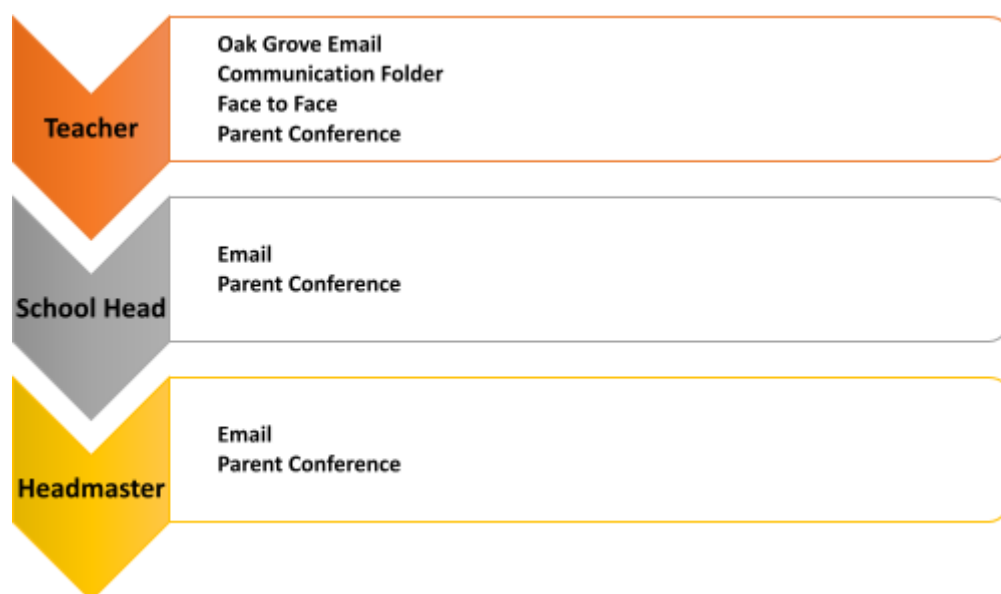 Teacher
Oak Grove Email
Communication Folder
Face to Face
Parent Conference
School Head
Email
Parent Conference
Headmaster
Email
Parent Conference